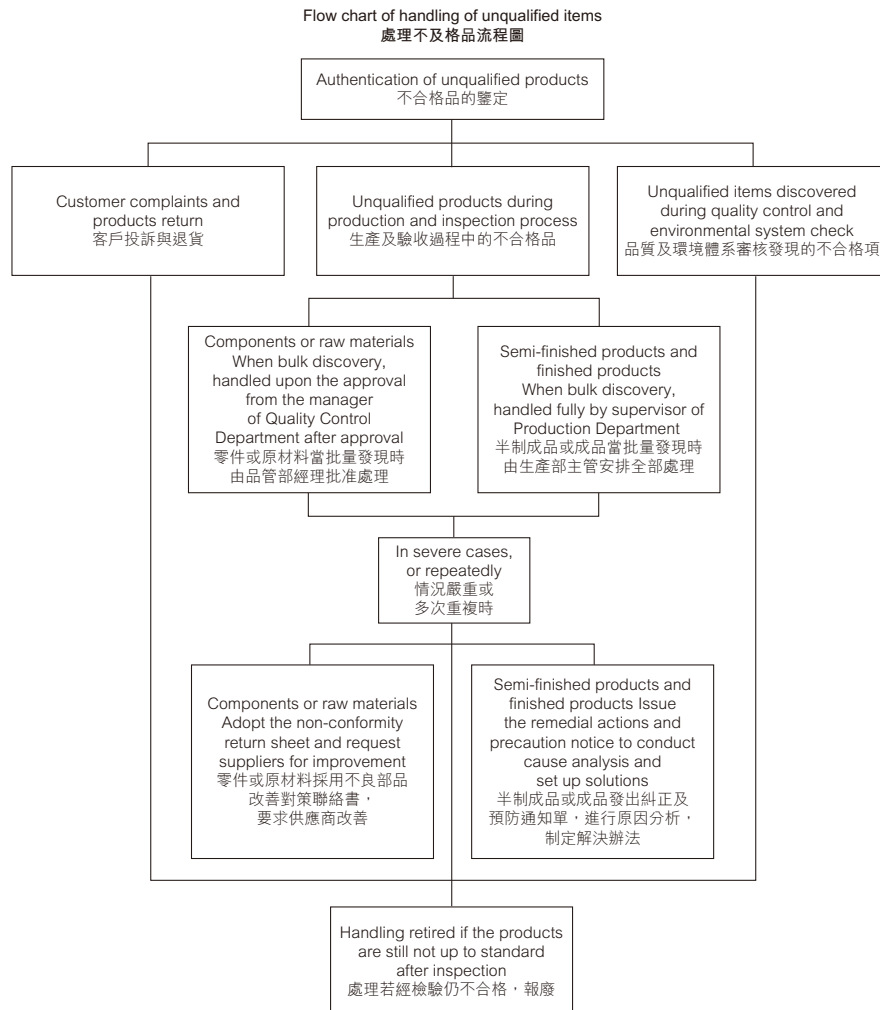 Flow chart of handling of unqualified items
處理不及格品流程圖
Authentication of unqualified products
不合格品的鑒定
Customer complaints and
products return
客戶投訴與退貨
Unqualified products during
production and inspection process
生產及驗收過程中的不合格品
Unqualified items discovered
during quality control and
environmental system check
品質及環境體系審核發現的不合格項
Components or raw materials
When bulk discovery,
handled upon the approval
from the manager
of Quality Control
Department after approval
零件或原材料當批量發現時
由品管部經理批准處理
Semi-finished products and
finished products
When bulk discovery,
handled fully by supervisor of
Production Department
半制成品或成品當批量發現時
由生產部主管安排全部處理
In severe cases,
or repeatedly
情況嚴重或
多次重複時
Components or raw materials
Adopt the non-conformity
return sheet and request
suppliers for improvement
零件或原材料採用不良部品
改善對策聯絡書，
要求供應商改善
Semi-finished products and
finished products Issue
the remedial actions and
precaution notice to conduct
cause analysis and
set up solutions
半制成品或成品發出糾正及
預防通知單，進行原因分析，
制定解決辦法
Handling retired if the products
are still not up to standard
after inspection
處理若經檢驗仍不合格，報廢